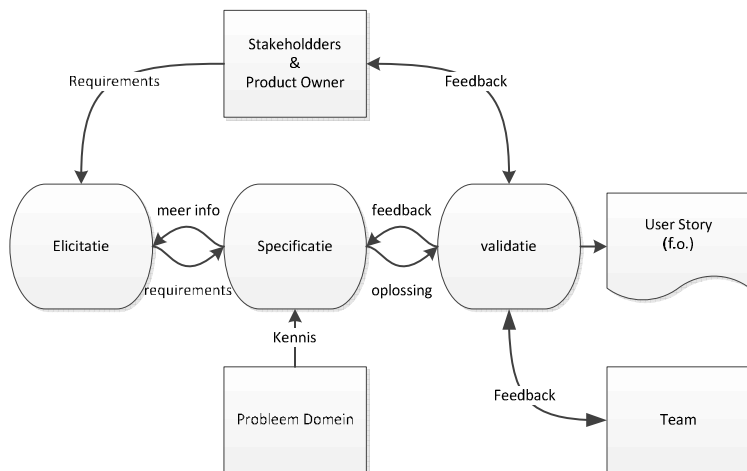 Stakeholdders
&
Product Owner
Requirements
Feedback
meer info
feedback
Elicitatie
Specificatie
validatie
User Story
(f.o.)
requirements
oplossing
Kennis
Feedback
Probleem Domein
Team